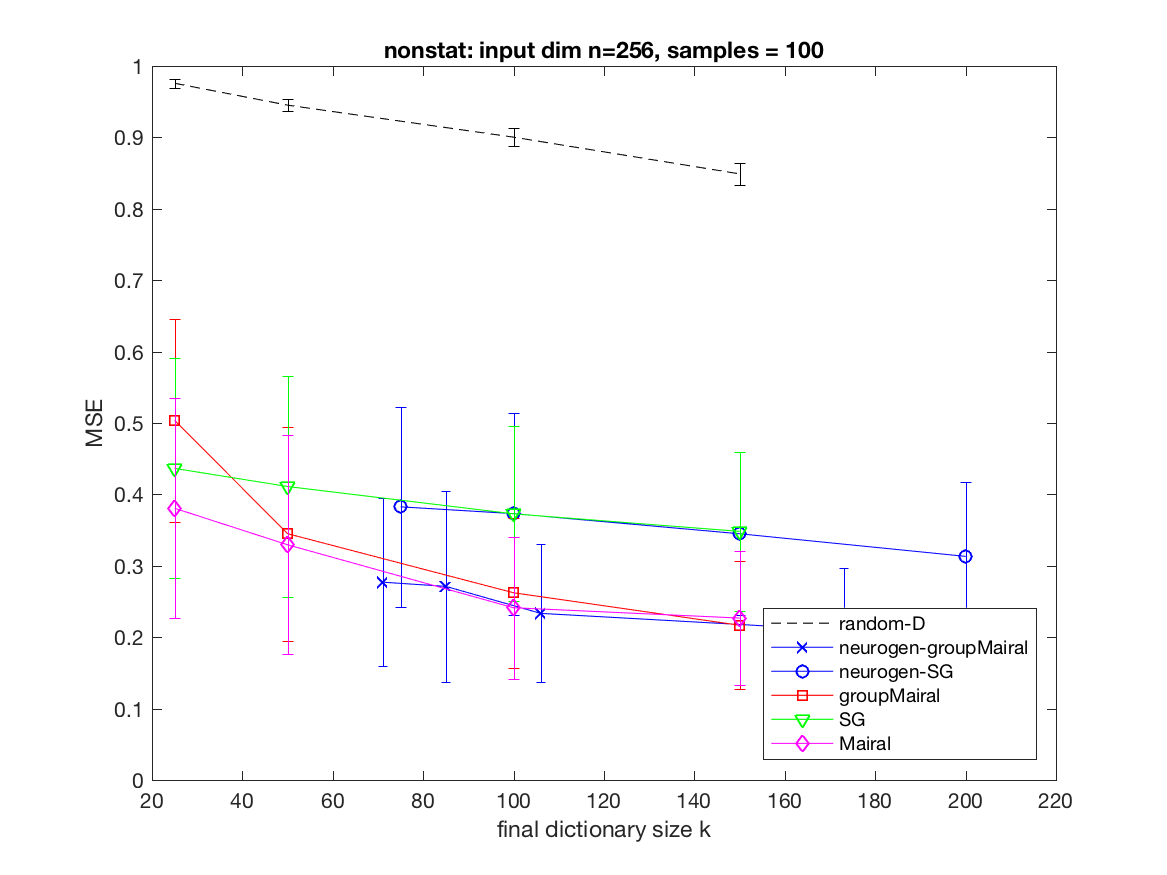 nonstat: input dim n=256, samples = 100
1
0.9
0.8
0.7
0.6
0.5
0.4
0.3
0.2
0.1
0
MSE
random-D
neurogen-groupMairal
neurogen-SG
groupMairal
SG
Mairal
20 40 60 80 100 120 140 160 180 200 220
final dictionary size k